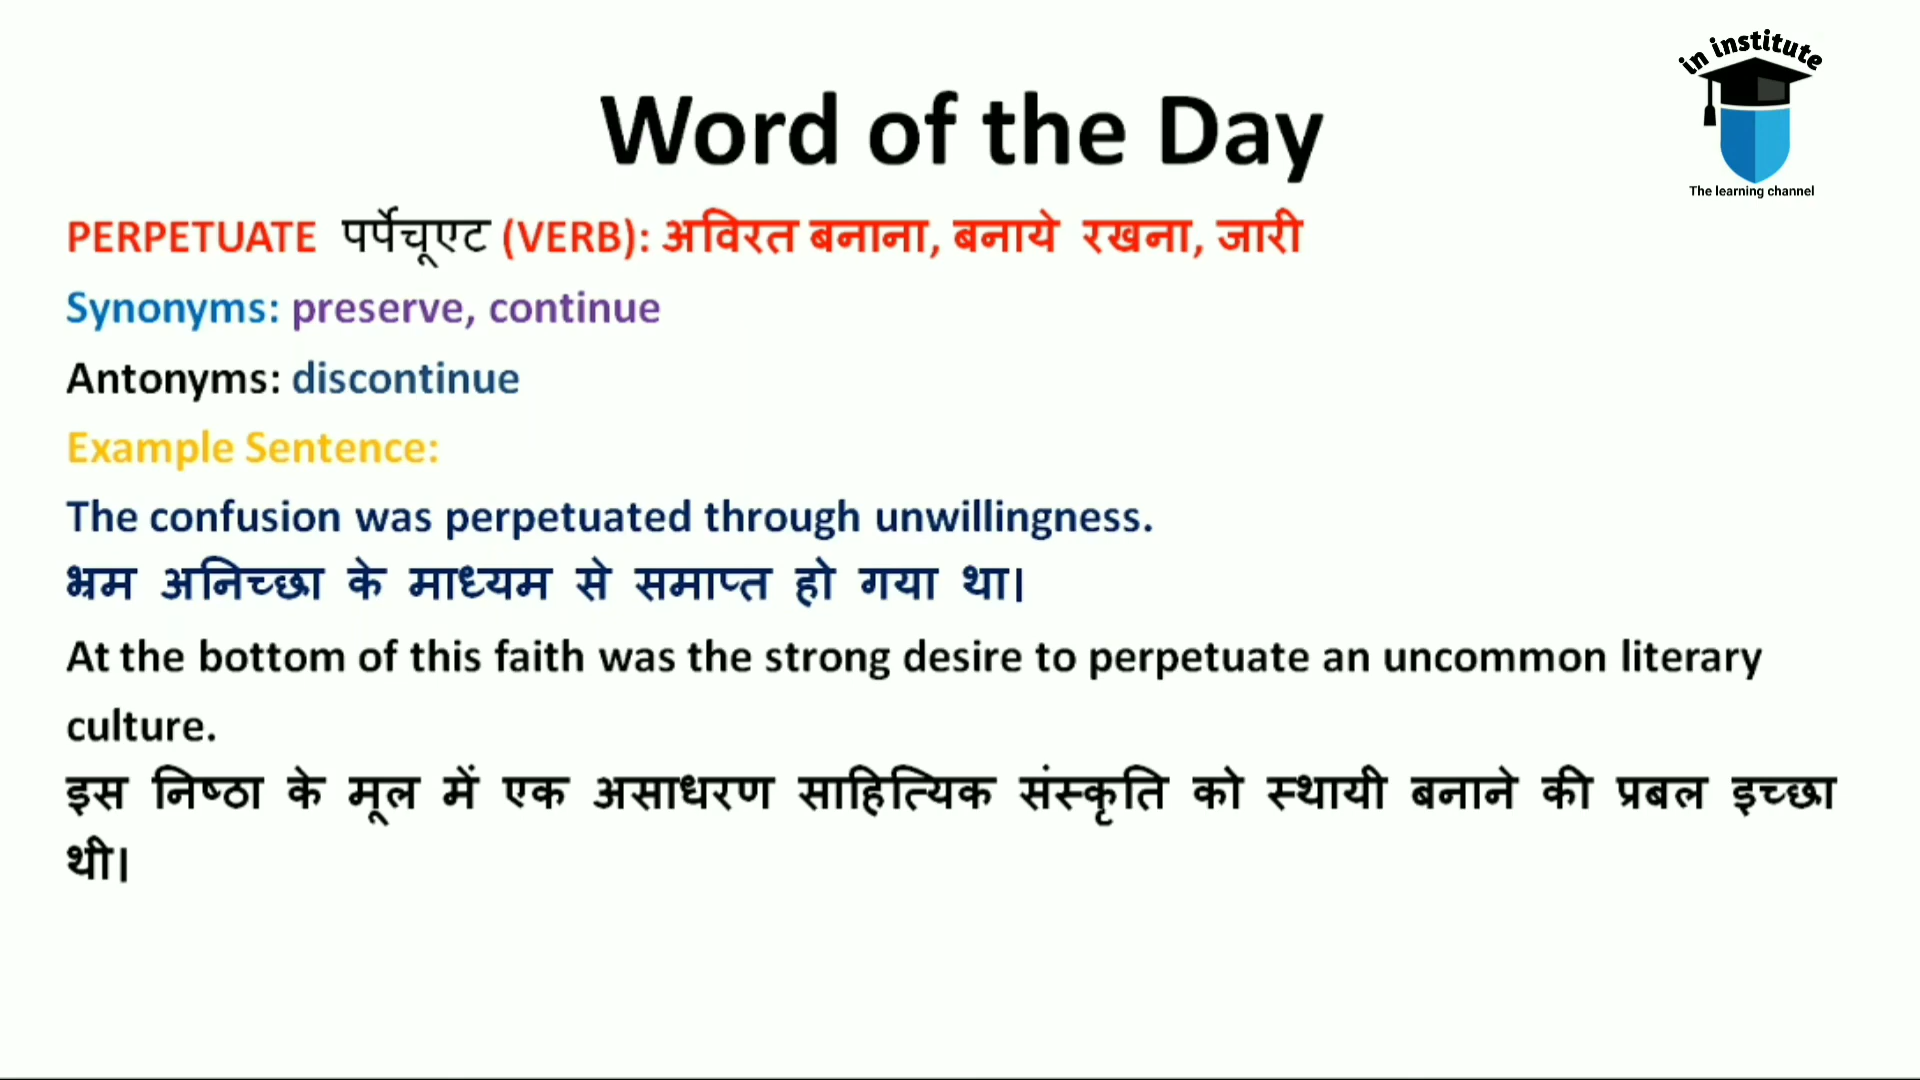 in institute
The learning channel
Word of the Day
PERPETUATE पर्पेचूएट (VERB): अविरत बनाना, बनाये रखना, जारी
Synonyms: preserve, continue
Antonyms: discontinue
Example Sentence:
The confusion was perpetuated through unwillingness.
भ्रम अनिच्छा के माध्यम से समाप्त हो गया था।
At the bottom of this faith was the strong desire to perpetuate an uncommon literary
culture.
इस निष्ठा के मूल में एक असाधरण साहित्यिक संस्कृति को स्थायी बनाने की प्रबल इच्छा
थी।